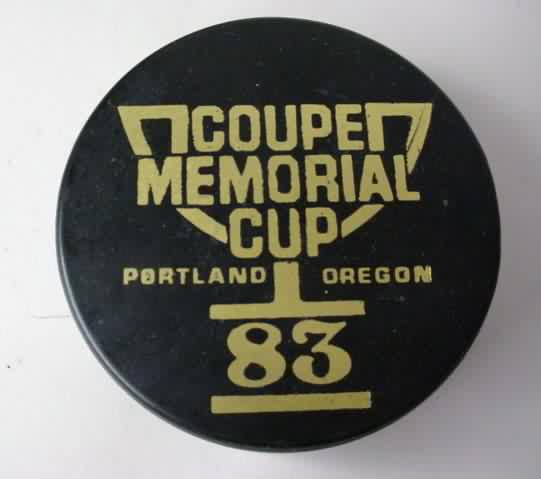 COUPE
MEMORIAL
CUP
PORTLAND OREGON
83